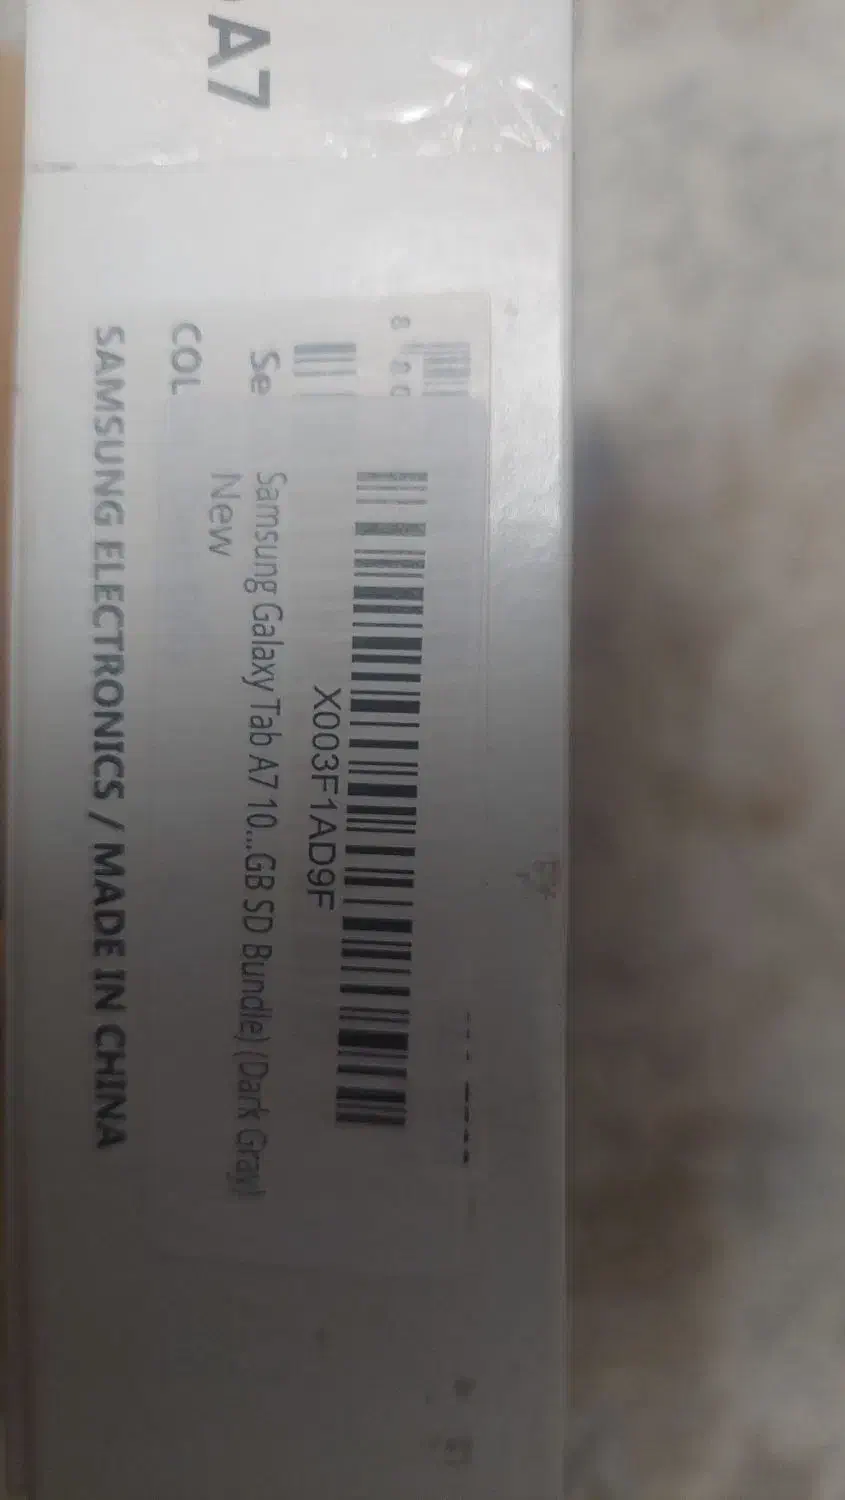 A7
8
X003F1AD9F
Se
Samsung Galaxy Tab A7 10...GB SD Bundle) (Dark Gray)
New
COL
SAMSUNG ELECTRONICS / MADE IN CHINA